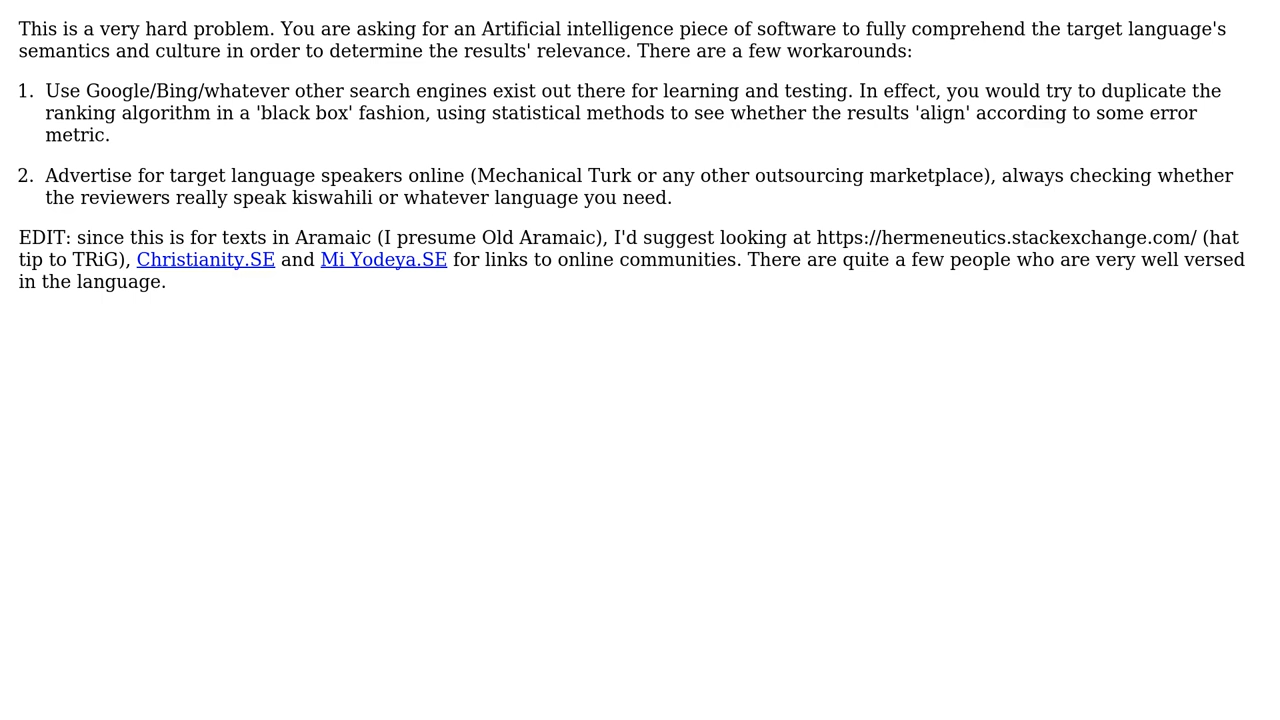 This is a very hard problem. You are asking for an Artificial intelligence piece of software to fully comprehend the target language's
semantics and culture in order to determine the results' relevance. There are a few workarounds:
1. Use Google/Bing/whatever other search engines exist out there for learning and testing. In effect, you would try to duplicate the
ranking algorithm in a 'black box' fashion, using statistical methods to see whether the results 'align' according to some error
metric.
2. Advertise for target language speakers online (Mechanical Turk or any other outsourcing marketplace), always checking whether
the reviewers really speak kiswahili or whatever language you need.
EDIT: since this is for texts in Aramaic (I presume Old Aramaic), I'd suggest looking at https://hermeneutics.stackexchange.com/ (hat
tip to TRiG), Christianity.SE and Mi Yodeya.SE for links to online communities. There are quite a few people who are very well versed
in the language.